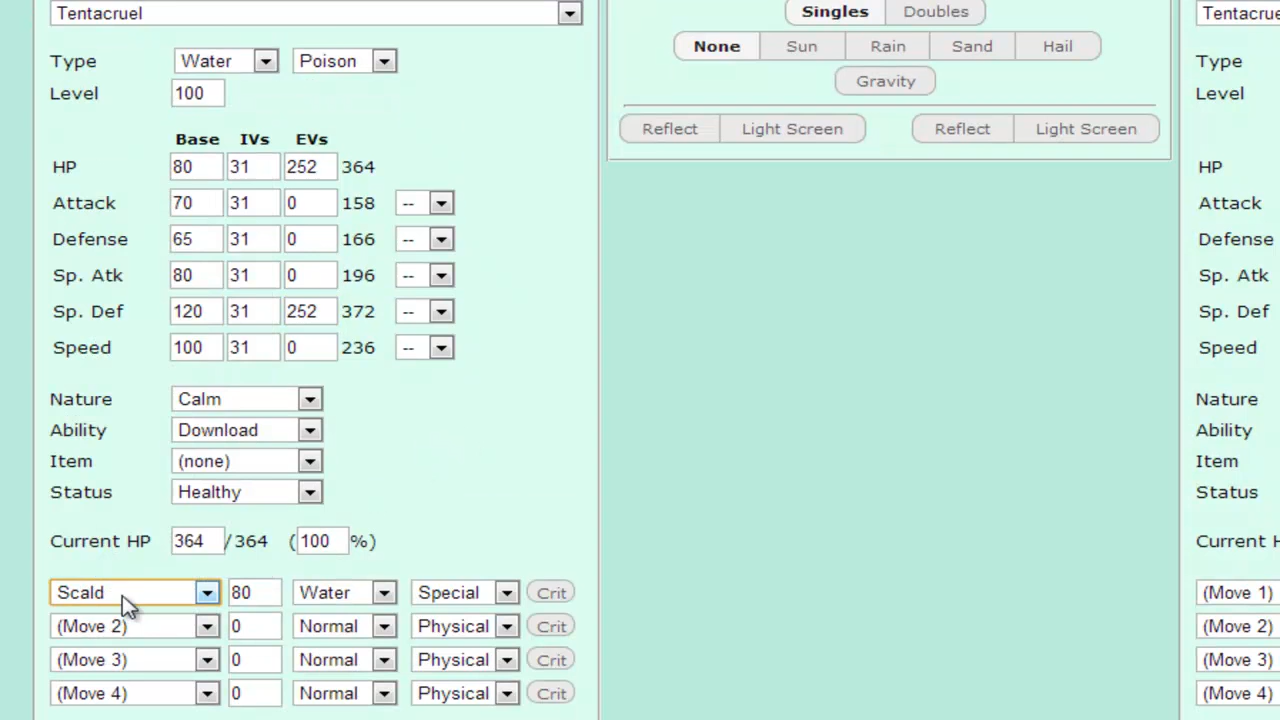 Tentacruel
Type Water Poison
Level 100
Base IVs EVs
HP 80 31 252 364
Attack 70 31 0 158 --
Defense 65 31 0 166 --
Sp. Atk 80 31 0 196 --
Sp. Def 120 31 252 372 --
Speed 100 31 0 236 --
Nature Calm
Ability Download
Item (none)
Status Healthy
Current HP 364 /364 (100 %)
Scald 80 Water Special Crit
(Move 2) 0 Normal Physical Crit
(Move 3) 0 Normal Physical Crit
(Move 4) 0 Normal Physical Crit
Singles Doubles
None Sun Rain Sand Hail
Gravity
Reflect Light Screen Reflect Light Screen
Tentacrue
Type
Level
HP
Attack
Defense
Sp. Atk
Sp. Def
Speed
Nature
Ability
Item
Status
Current H
(Move 1)
(Move 2)
(Move 3)
(Move 4)